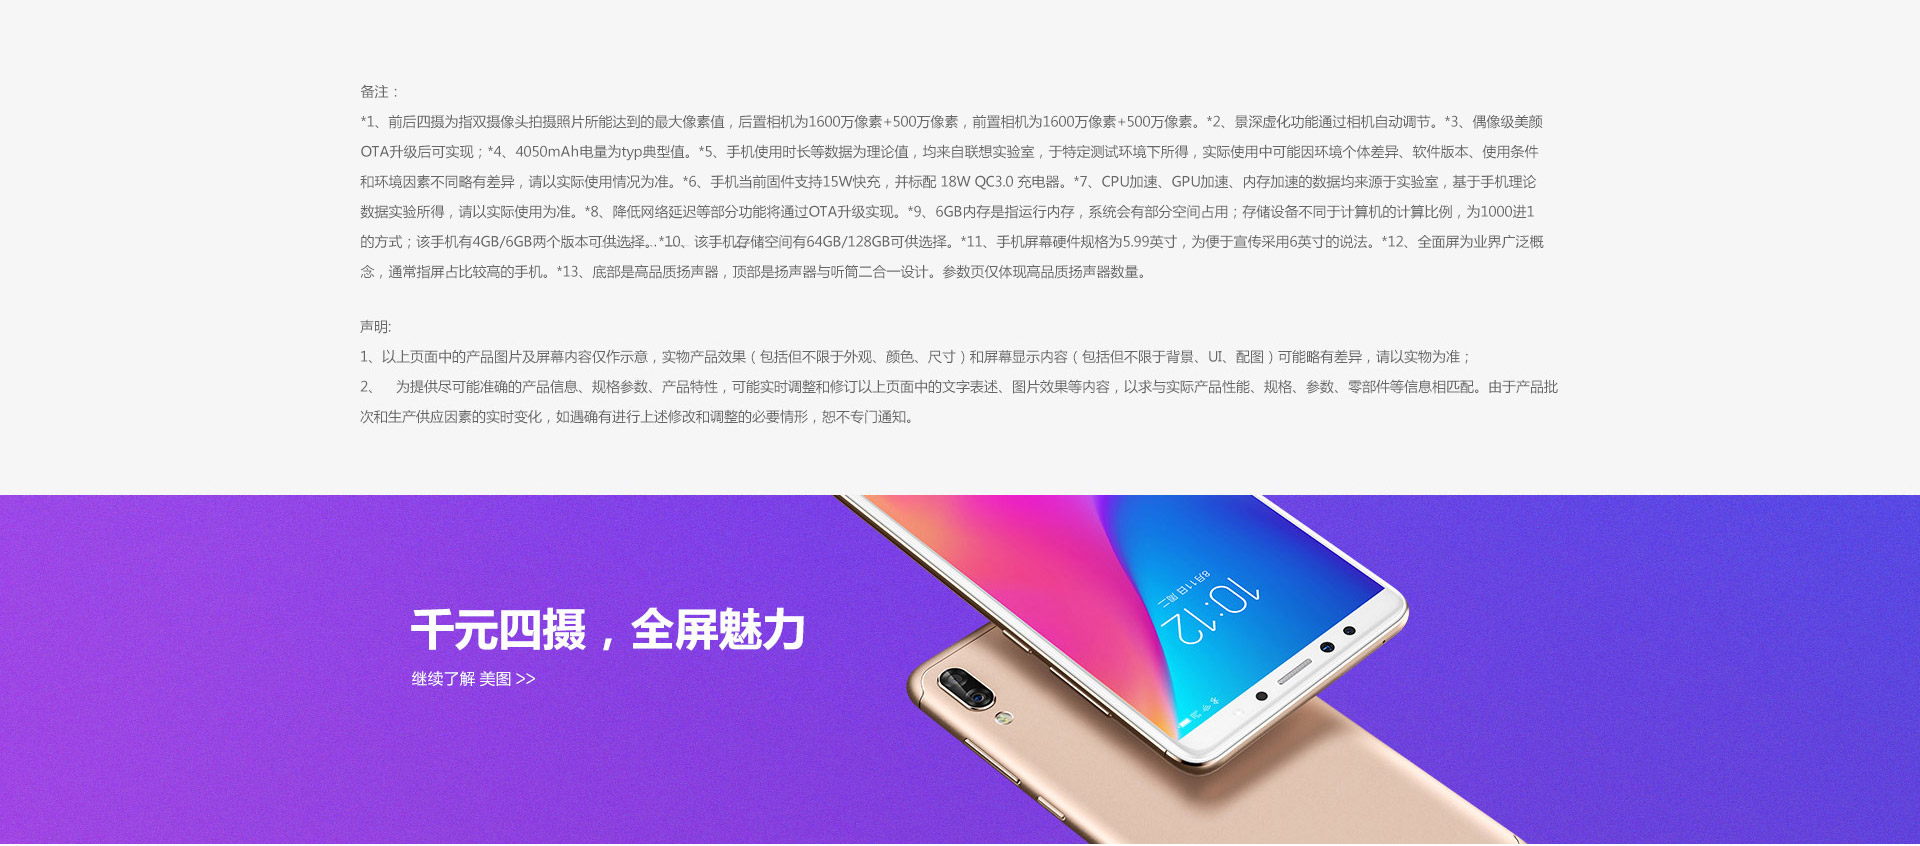 备注：
*1、前后四摄为指双摄像头拍摄照片所能达到的最大像素值，后置相机为1600万像素+500万像素，前置相机为1600万像素+500万像素。*2、景深虚化功能通过相机自动调节。*3、偶像级美颜
OTA升级后可实现；*4、4050mAh电量为typ典型值。*5、手机使用时长等数据为理论值，均来自联想实验室，于特定测试环境下所得，实际使用中可能因环境个体差异、软件版本、使用条件
和环境因素不同略有差异，请以实际使用情况为准。*6、手机当前固件支持15W快充，并标配 18W QC3.0 充电器。*7、CPU加速、GPU加速、内存加速的数据均来源于实验室，基于手机理论
数据实验所得，请以实际使用为准。*8、降低网络延迟等部分功能将通过OTA升级实现。*9、6GB内存是指运行内存，系统会有部分空间占用；存储设备不同于计算机的计算比例，为1000进1
的方式；该手机有4GB/6GB两个版本可供选择。*10、该手机存储空间有64GB/128GB可供选择。*11、手机屏幕硬件规格为5.99英寸，为便于宣传采用6英寸的说法。*12、全面屏为业界广泛概
念，通常指屏占比较高的手机。*13、底部是高品质扬声器，顶部是扬声器与听筒二合一设计。参数页仅体现高品质扬声器数量。
声明:
1、以上页面中的产品图片及屏幕内容仅作示意，实物产品效果（包括但不限于外观、颜色、尺寸）和屏幕显示内容（包括但不限于背景、UI、配图）可能略有差异，请以实物为准；
2、 为提供尽可能准确的产品信息、规格参数、产品特性，可能实时调整和修订以上页面中的文字表述、图片效果等内容，以求与实际产品性能、规格、参数、零部件等信息相匹配。由于产品批
次和生产供应因素的实时变化，如遇确有进行上述修改和调整的必要情形，恕不专门通知。
千元四摄，全屏魅力
继续了解 美图 >>
10:12
8月11日 周二